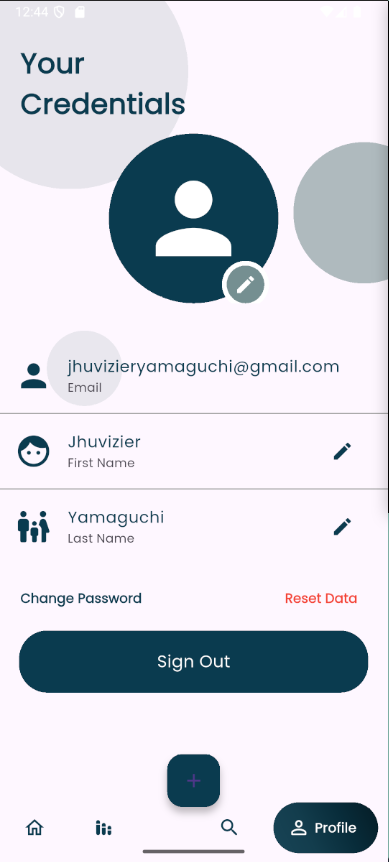 12:44
Your
Credentials
jhuvizieryamaguchi@gmail.com
Email
Jhuvizier
First Name
Yamaguchi
Last Name
Change Password
Reset Data
Sign Out
+
Profile